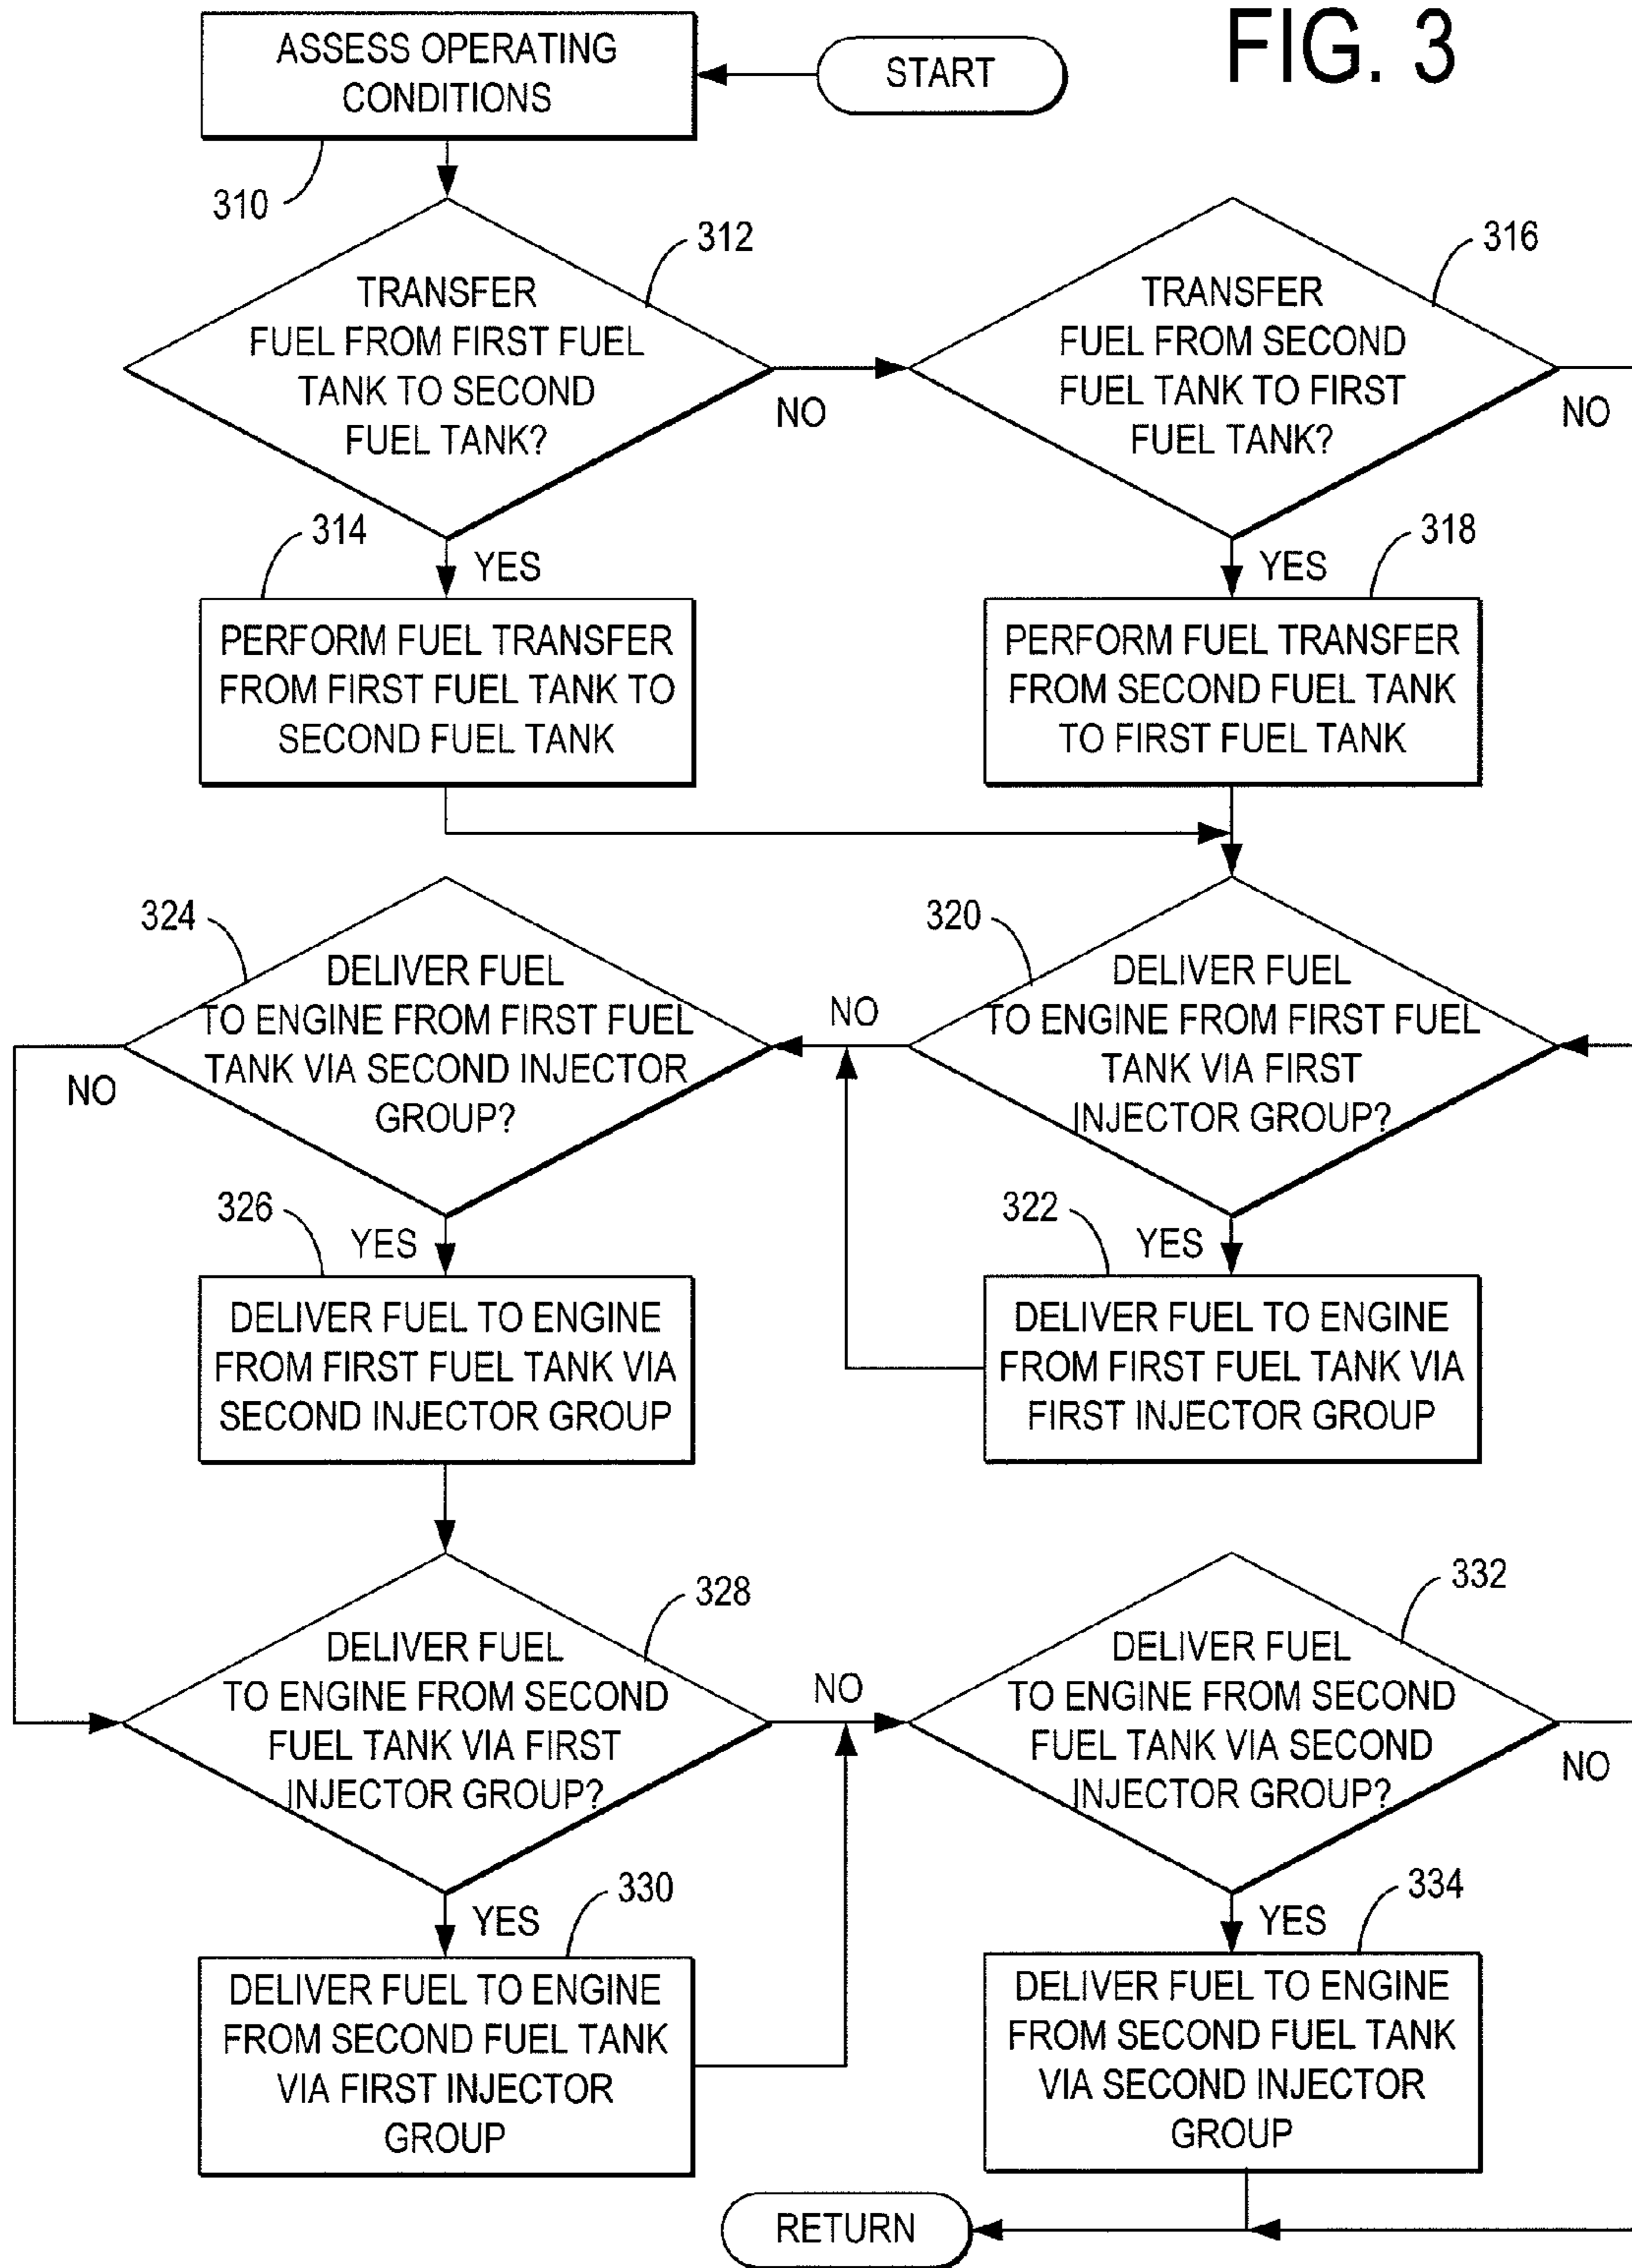 FIG. 3
START
ASSESS OPERATING
CONDITIONS
310
312
TRANSFER
FUEL FROM FIRST FUEL
TANK TO SECOND
FUEL TANK?
NO
YES
316
TRANSFER
FUEL FROM SECOND
FUEL TANK TO FIRST
FUEL TANK?
NO
YES
314
PERFORM FUEL TRANSFER
FROM FIRST FUEL TANK TO
SECOND FUEL TANK
318
PERFORM FUEL TRANSFER
FROM SECOND FUEL TANK
TO FIRST FUEL TANK
320
DELIVER FUEL
TO ENGINE FROM FIRST FUEL
TANK VIA FIRST
INJECTOR GROUP?
NO
YES
322
DELIVER FUEL TO ENGINE
FROM FIRST FUEL TANK VIA
FIRST INJECTOR GROUP
324
DELIVER FUEL
TO ENGINE FROM FIRST FUEL
TANK VIA SECOND INJECTOR
GROUP?
NO
YES
326
DELIVER FUEL TO ENGINE
FROM FIRST FUEL TANK VIA
SECOND INJECTOR GROUP
328
DELIVER FUEL
TO ENGINE FROM SECOND
FUEL TANK VIA FIRST
INJECTOR GROUP?
NO
YES
330
DELIVER FUEL TO ENGINE
FROM SECOND FUEL TANK
VIA FIRST INJECTOR
GROUP
332
DELIVER FUEL
TO ENGINE FROM SECOND
FUEL TANK VIA SECOND
INJECTOR GROUP?
NO
YES
334
DELIVER FUEL TO ENGINE
FROM SECOND FUEL TANK
VIA SECOND INJECTOR
GROUP
RETURN